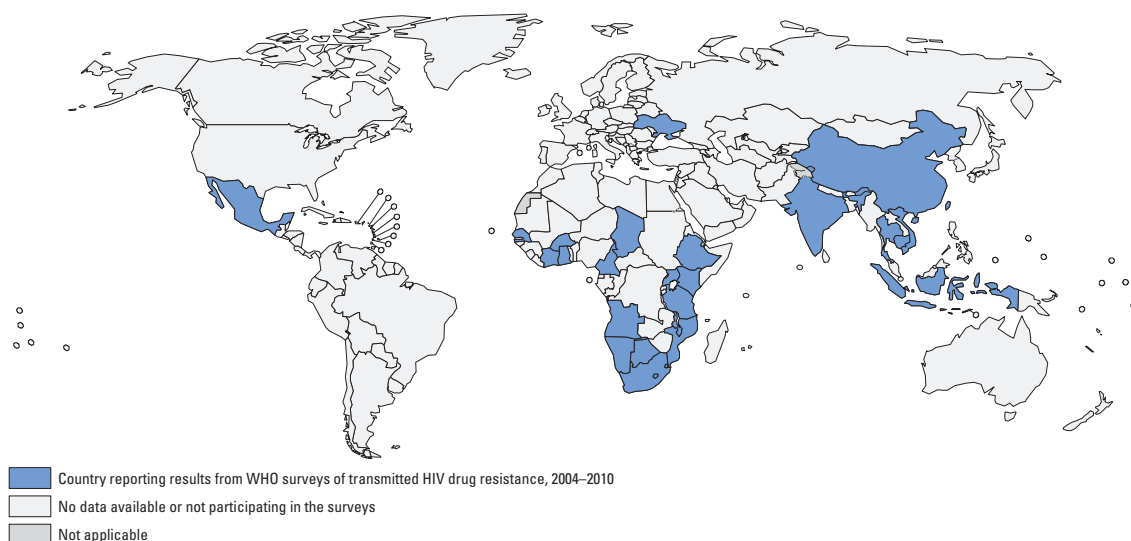 Country reporting results from WHO surveys of transmitted HIV drug resistance, 2004–2010
No data available or not participating in the surveys
Not applicable